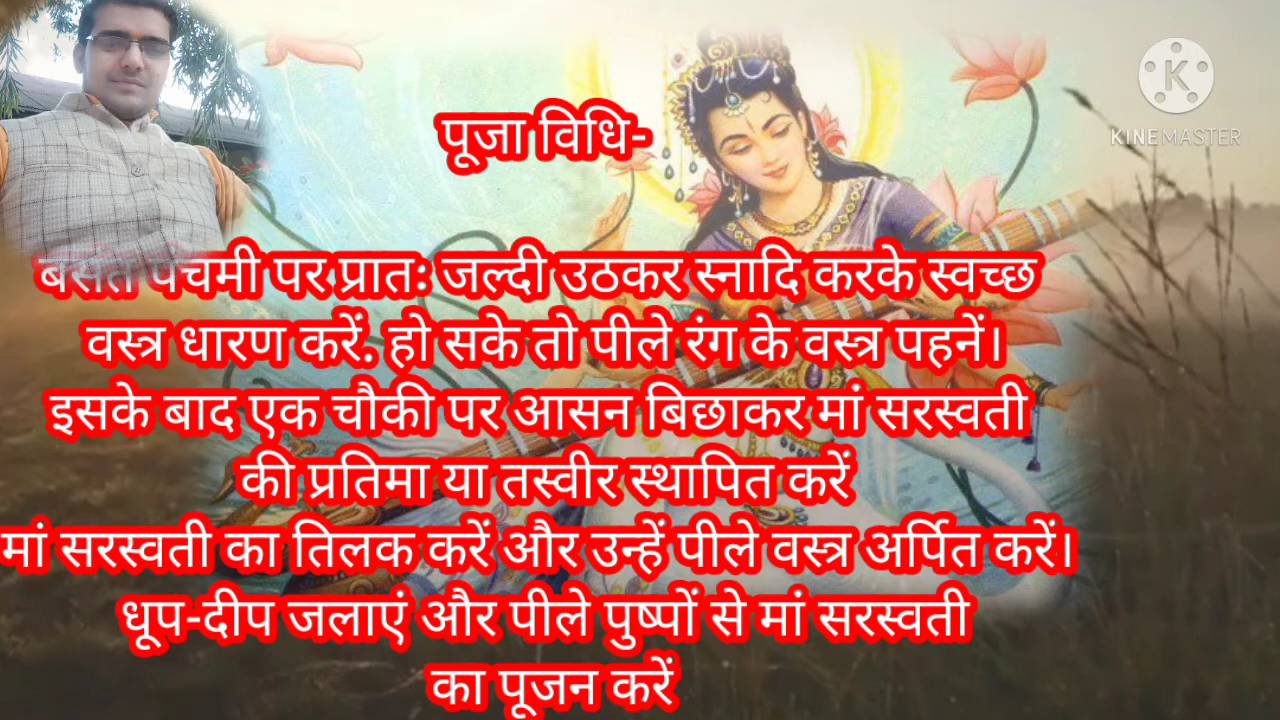 K
KINEMASTER
पूजा विधि-
बसंत पंचमी पर प्रातः जल्दी उठकर स्नादि करके स्वच्छ
वस्त्र धारण करें. हो सके तो पीले रंग के वस्त्र पहनें।
इसके बाद एक चौकी पर आसन बिछाकर मां सरस्वती
की प्रतिमा या तस्वीर स्थापित करें
मां सरस्वती का तिलक करें और उन्हें पीले वस्त्र अर्पित करें।
धूप-दीप जलाएं और पीले पुष्पों से मां सरस्वती
का पूजन करें